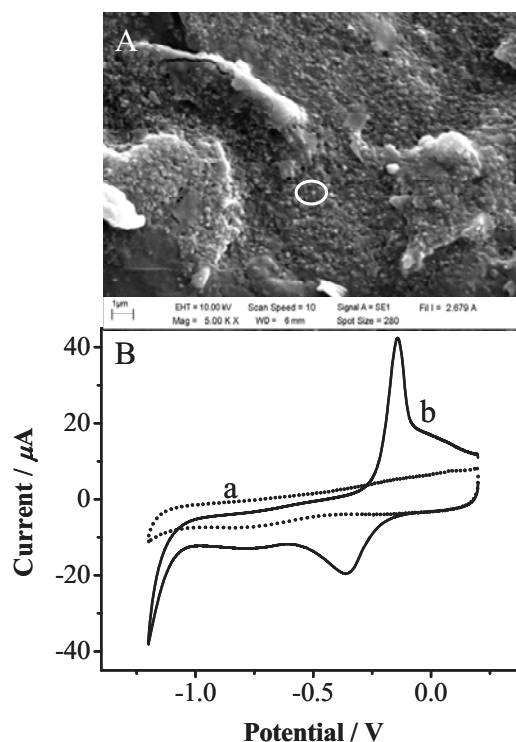 A
1µm
EHT = 10.00 kV Scan Speed = 10 Signal A = SE1 Fil I = 2.679 A
Mag = 5.00 K X WD = 6 mm Spot Size = 280
B
40
20
0
-20
-40
a
b
Current / µA
-1.0 -0.5 0.0
Potential / V